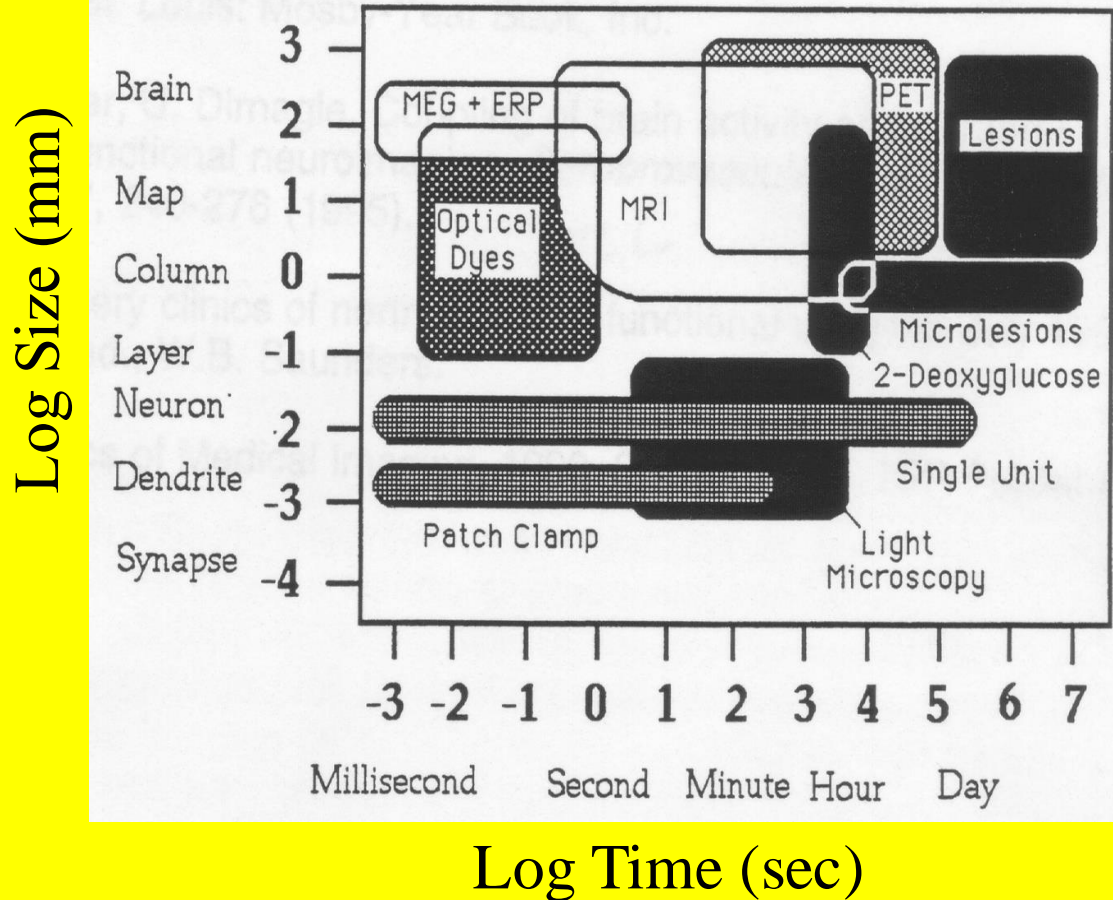 Log Size (mm)
3
Brain
MEG + ERP
PET
2
Lesions
Map
1
Optical
Dyes
MRI
Column
0
Microlesions
Layer
-1
2-Deoxyglucose
Neuron
-2
Single Unit
Dendrite
-3
Patch Clamp
Light
Microscopy
Synapse
-4
-3 -2 -1 0 1 2 3 4 5 6 7
Millisecond Second Minute Hour Day
Log Time (sec)